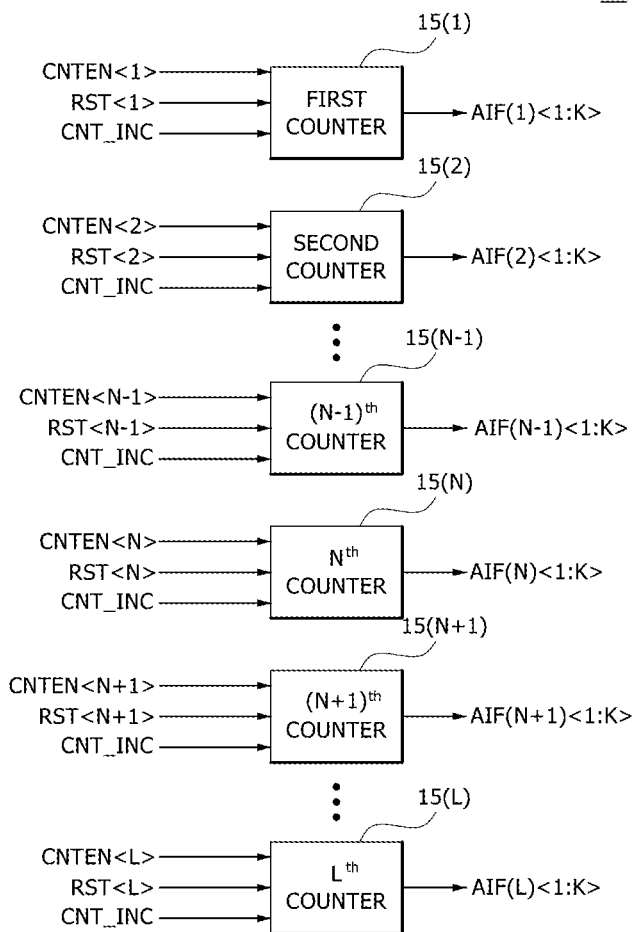 15(1)
CNTEN<1>
RST<1>
CNT_INC
FIRST
COUNTER
AIF(1)<1:K>
15(2)
CNTEN<2>
RST<2>
CNT_INC
SECOND
COUNTER
AIF(2)<1:K>
15(N-1)
CNTEN<N-1>
RST<N-1>
CNT_INC
(N-1)th
COUNTER
AIF(N-1)<1:K>
15(N)
CNTEN<N>
RST<N>
CNT_INC
Nth
COUNTER
AIF(N)<1:K>
15(N+1)
CNTEN<N+1>
RST<N+1>
CNT_INC
(N+1)th
COUNTER
AIF(N+1)<1:K>
15(L)
CNTEN<L>
RST<L>
CNT_INC
Lth
COUNTER
AIF(L)<1:K>